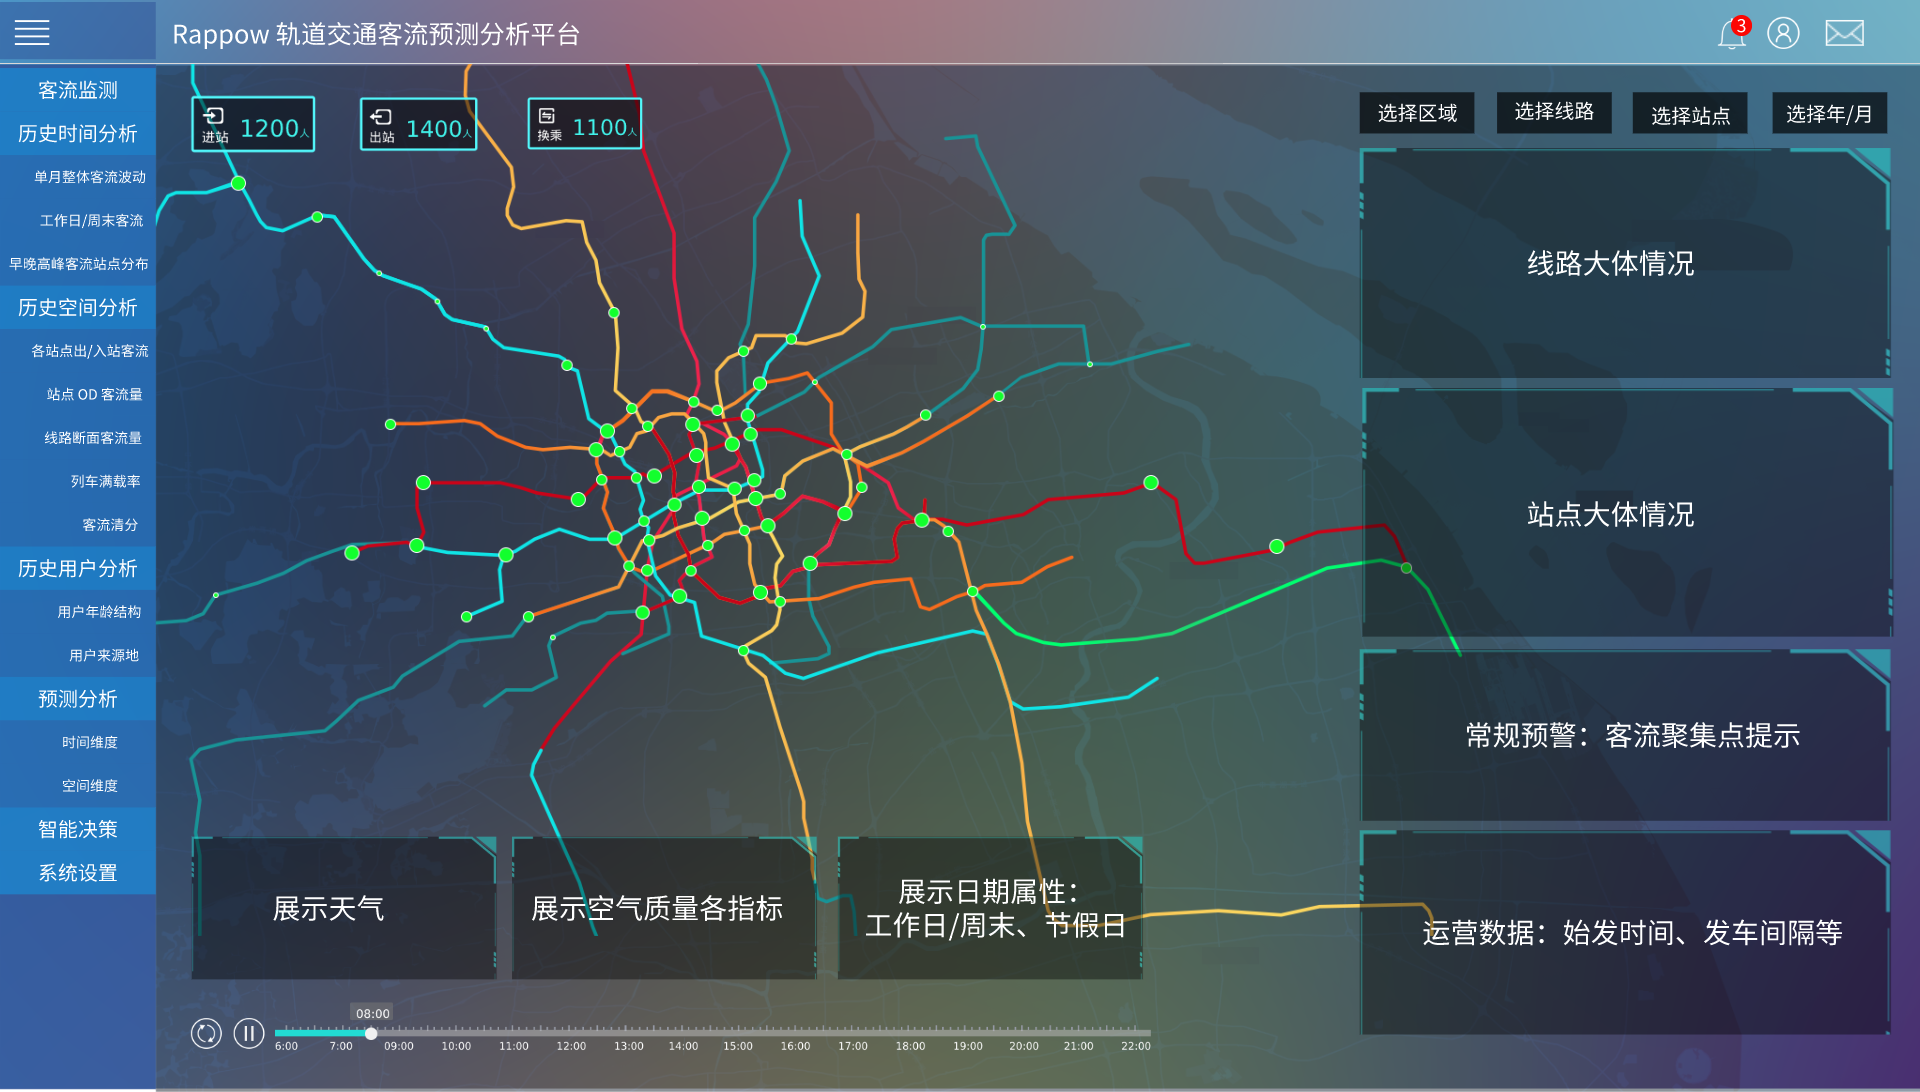 Rappow 轨道交通客流预测分析平台
3
客流监测
历史时间分析
单月整体客流波动
工作日/周末客流
早晚高峰客流站点分布
历史空间分析
各站点出/入站客流
站点 OD 客流量
线路断面客流量
列车满载率
客流清分
历史用户分析
用户年龄结构
用户来源地
预测分析
时间维度
空间维度
智能决策
系统设置
进站 1200人
出站 1400人
换乘 1100人
选择区域
选择线路
选择站点
选择年/月
线路大体情况
站点大体情况
常规预警：客流聚集点提示
运营数据：始发时间、发车间隔等
展示天气
展示空气质量各指标
展示日期属性：
工作日/周末、节假日
08:00
6:00 7:00 09:00 10:00 11:00 12:00 13:00 14:00 15:00 16:00 17:00 18:00 19:00 20:00 21:00 22:00